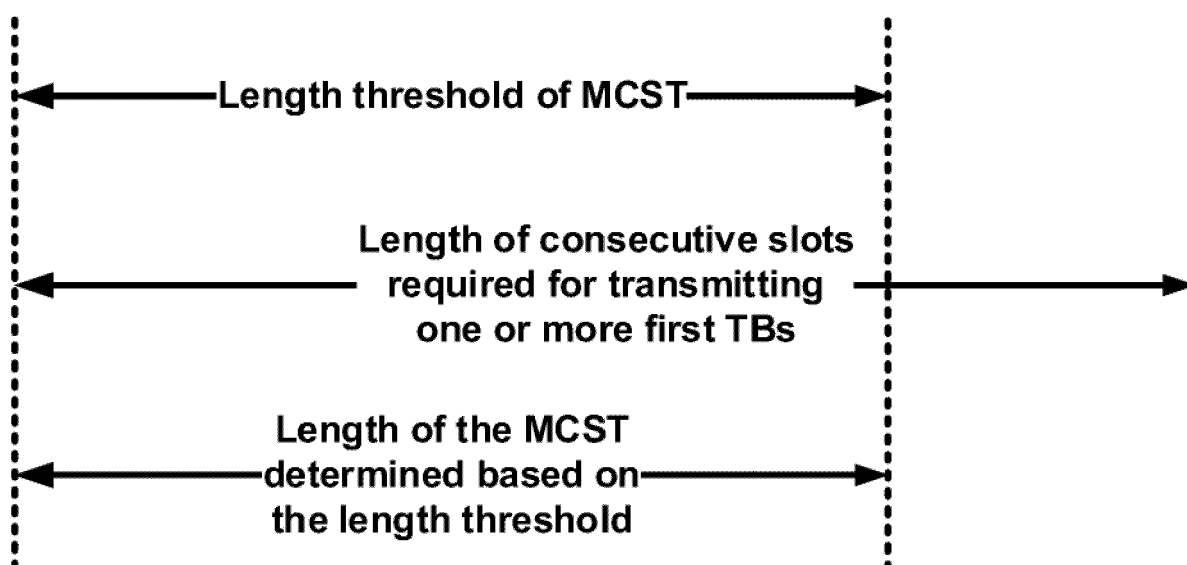 Length threshold of MCST
Length of consecutive slots
required for transmitting
one or more first TBs
Length of the MCST
determined based on
the length threshold